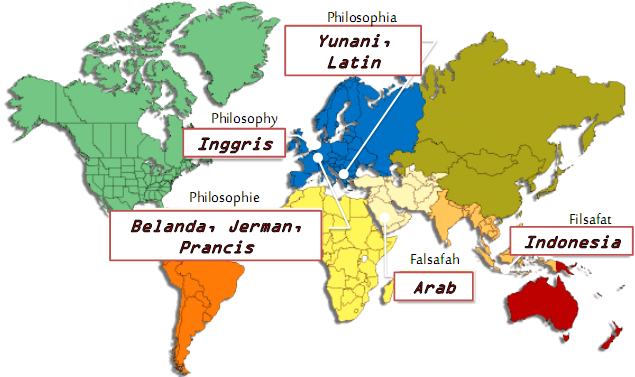 Philosophia
Yunani,
Latin
Philosophy
Inggris
Philosophie
Belanda, Jerman,
Prancis
Filsafat
Indonesia
Falsafah
Arab